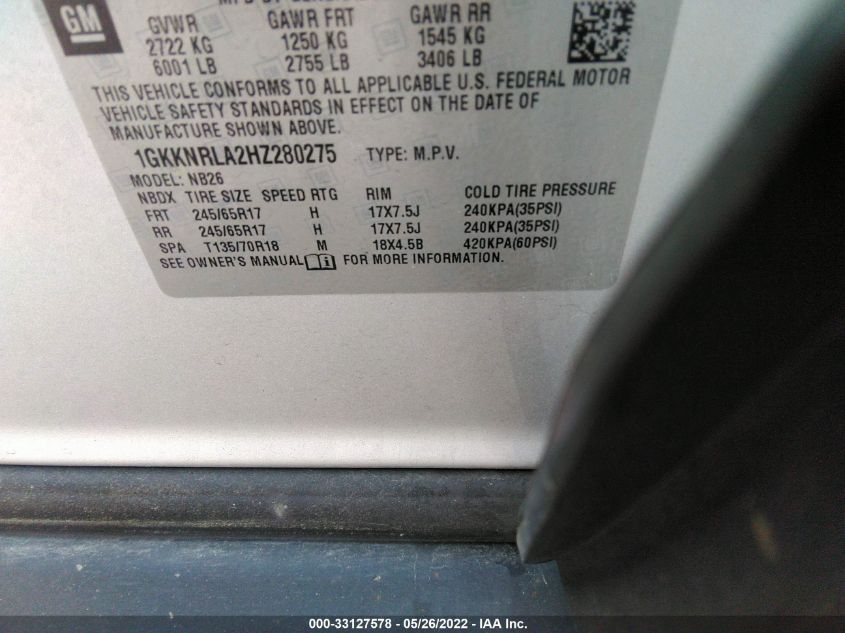 GM
GVWR GAWR FRT GAWR RR
2722 KG 1250 KG 1545 KG
6001 LB 2755 LB 3406 LB
THIS VEHICLE CONFORMS TO ALL APPLICABLE U.S. FEDERAL MOTOR
VEHICLE SAFETY STANDARDS IN EFFECT ON THE DATE OF
MANUFACTURE SHOWN ABOVE.
1GKKNRLA2HZ280275 TYPE: M.P.V.
MODEL: NB26
NBDX TIRE SIZE SPEED RTG RIM COLD TIRE PRESSURE
FRT 245/65R17 H 17X7.5J 240KPA(35PSI)
RR 245/65R17 H 17X7.5J 240KPA(35PSI)
SPA T135/70R18 M 18X4.5B 420KPA(60PSI)
SEE OWNER'S MANUAL FOR MORE INFORMATION.
000-33127578 - 05/26/2022 - IAA Inc.